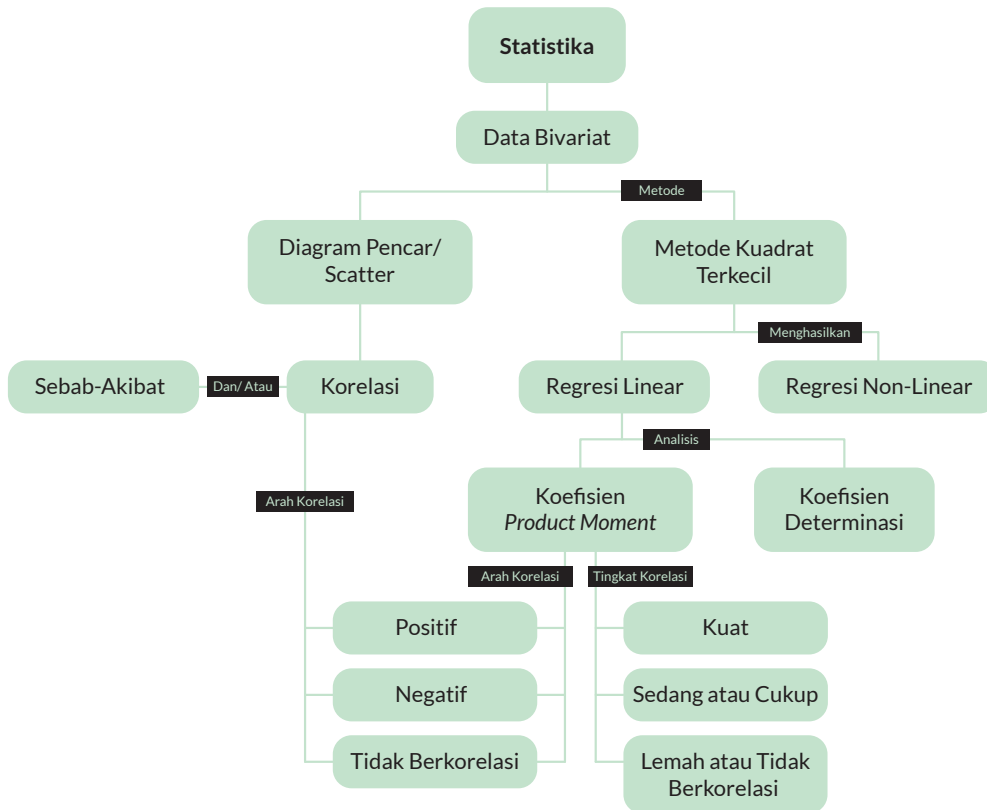 Statistika
Data Bivariat
Metode
Diagram Pencar/
Scatter
Metode Kuadrat
Terkecil
Menghasilkan
Sebab-Akibat
Dan/ Atau
Korelasi
Regresi Linear
Regresi Non-Linear
Analisis
Arah Korelasi
Koefisien
Product Moment
Koefisien
Determinasi
Arah Korelasi
Tingkat Korelasi
Positif
Kuat
Negatif
Sedang atau Cukup
Tidak Berkorelasi
Lemah atau Tidak
Berkorelasi